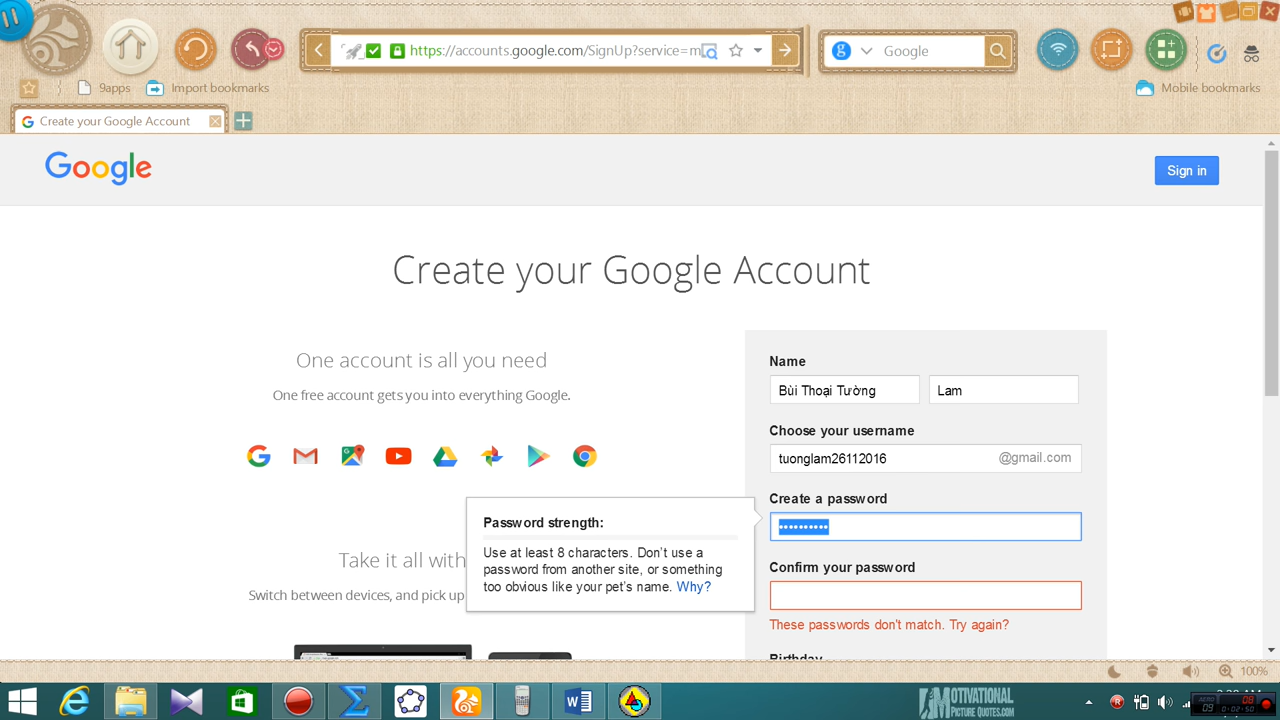 https://accounts.google.com/SignUp?service=m
Google
9apps
Import bookmarks
Mobile bookmarks
Create your Google Account
Google
Sign in
Create your Google Account
One account is all you need
One free account gets you into everything Google.
Name
Bùi Thoại Tường
Lam
Choose your username
tuonglam26112016
@gmail.com
Create a password
Password strength:
Use at least 8 characters. Don't use a
password from another site, or something
too obvious like your pet's name. Why?
Confirm your password
These passwords don't match. Try again?
Take it all with
Switch between devices, and pick up
Birthday
100%
MOTIVATIONAL
PICTURE QUOTES.COM